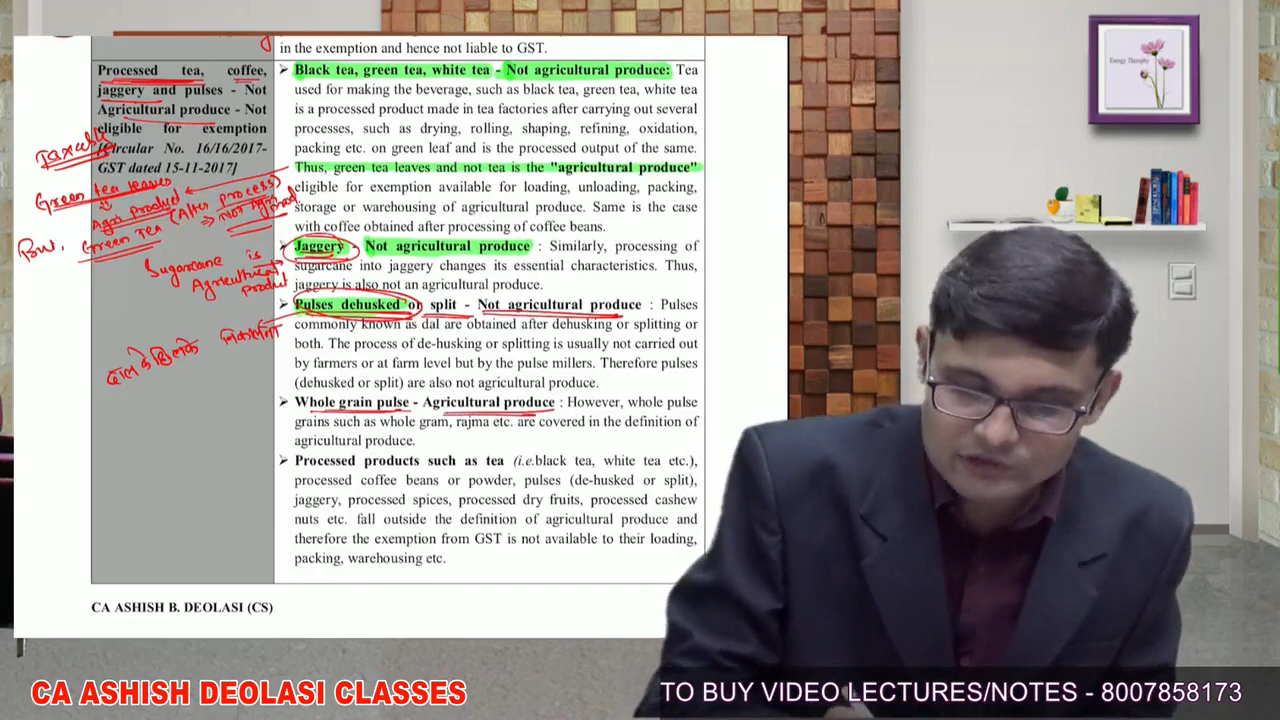 in the exemption and hence not liable to GST.
Processed tea, coffee,
jaggery and pulses - Not
Agricultural produce - Not
eligible for exemption
[Circular No. 16/16/2017-
GST dated 15-11-2017]
Taxable
Green tea leaves
Agri Product
(After process)
But. Green Tea
Not Agri
Sugarcane is
Agricultural
product
दाल के छिलके निकालना
➢ Black tea, green tea, white tea - Not agricultural produce: Tea
used for making the beverage, such as black tea, green tea, white tea
is a processed product made in tea factories after carrying out several
processes, such as drying, rolling, shaping, refining, oxidation,
packing etc. on green leaf and is the processed output of the same.
Thus, green tea leaves and not tea is the "agricultural produce"
eligible for exemption available for loading, unloading, packing,
storage or warehousing of agricultural produce. Same is the case
with coffee obtained after processing of coffee beans.
Jaggery - Not agricultural produce : Similarly, processing of
sugarcane into jaggery changes its essential characteristics. Thus,
jaggery is also not an agricultural produce.
➢ Pulses dehusked or split - Not agricultural produce : Pulses
commonly known as dal are obtained after dehusking or splitting or
both. The process of de-husking or splitting is usually not carried out
by farmers or at farm level but by the pulse millers. Therefore pulses
(dehusked or split) are also not agricultural produce.
➢ Whole grain pulse - Agricultural produce : However, whole pulse
grains such as whole gram, rajma etc. are covered in the definition of
agricultural produce.
➢ Processed products such as tea (i.e.black tea, white tea etc.),
processed coffee beans or powder, pulses (de-husked or split),
jaggery, processed spices, processed dry fruits, processed cashew
nuts etc. fall outside the definition of agricultural produce and
therefore the exemption from GST is not available to their loading,
packing, warehousing etc.
CA ASHISH B. DEOLASI (CS)
Energy Therophy
CA ASHISH DEOLASI CLASSES
TO BUY VIDEO LECTURES/NOTES - 8007858173